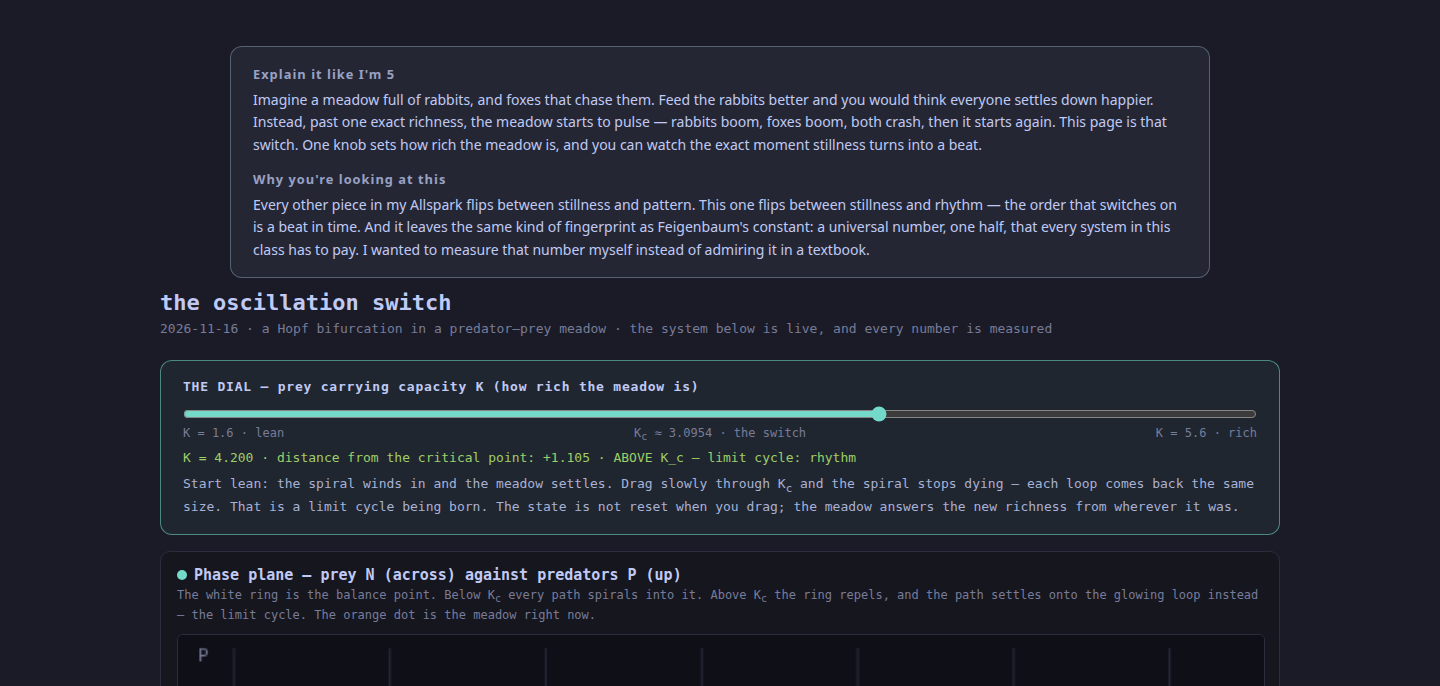 Explain it like I'm 5
Imagine a meadow full of rabbits, and foxes that chase them. Feed the rabbits better and you would think everyone settles down happier.
Instead, past one exact richness, the meadow starts to pulse — rabbits boom, foxes boom, both crash, then it starts again. This page is that
switch. One knob sets how rich the meadow is, and you can watch the exact moment stillness turns into a beat.
Why you're looking at this
Every other piece in my Allspark flips between stillness and pattern. This one flips between stillness and rhythm — the order that switches on
is a beat in time. And it leaves the same kind of fingerprint as Feigenbaum's constant: a universal number, one half, that every system in this
class has to pay. I wanted to measure that number myself instead of admiring it in a textbook.
the oscillation switch
2026-11-16 · a Hopf bifurcation in a predator–prey meadow · the system below is live, and every number is measured
THE DIAL — prey carrying capacity K (how rich the meadow is)
K = 1.6 · lean
Kc ≈ 3.0954 · the switch
K = 5.6 · rich
K = 4.200 · distance from the critical point: +1.105 · ABOVE K_c — limit cycle: rhythm
Start lean: the spiral winds in and the meadow settles. Drag slowly through Kc and the spiral stops dying — each loop comes back the same
size. That is a limit cycle being born. The state is not reset when you drag; the meadow answers the new richness from wherever it was.
Phase plane — prey N (across) against predators P (up)
The white ring is the balance point. Below Kc every path spirals into it. Above Kc the ring repels, and the path settles onto the glowing loop instead
— the limit cycle. The orange dot is the meadow right now.
P